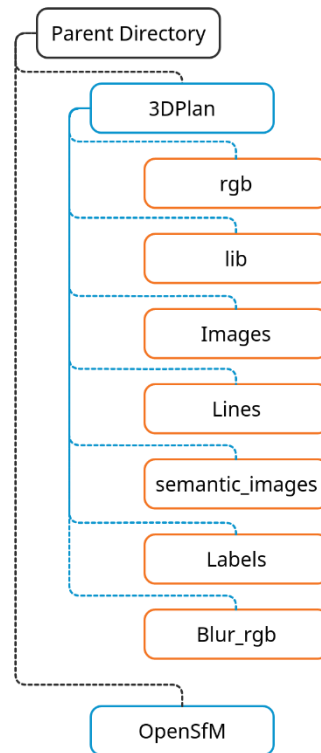 Parent Directory
3DPlan
rgb
lib
Images
Lines
semantic_images
Labels
Blur_rgb
OpenSfM